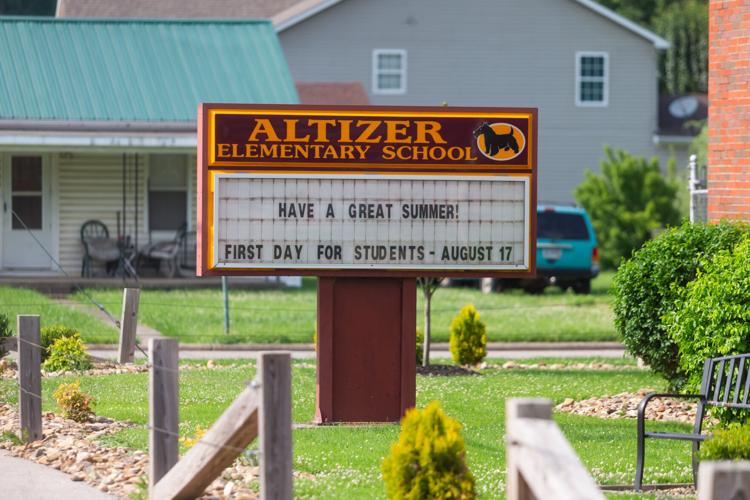 ALTIZER
ELEMENTARY SCHOOL
HAVE A GREAT SUMMER!
FIRST DAY FOR STUDENTS - AUGUST 17